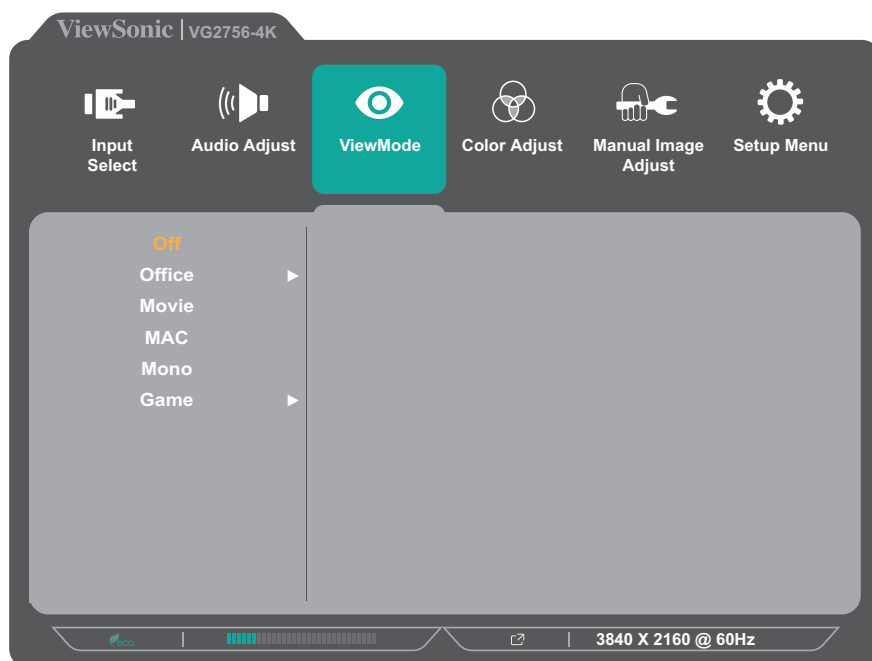 ViewSonic | VG2756-4K
Input Select
Audio Adjust
ViewMode
Color Adjust
Manual Image Adjust
Setup Menu
Off
Office ►
Movie
MAC
Mono
Game ►
eco
3840 X 2160 @ 60Hz